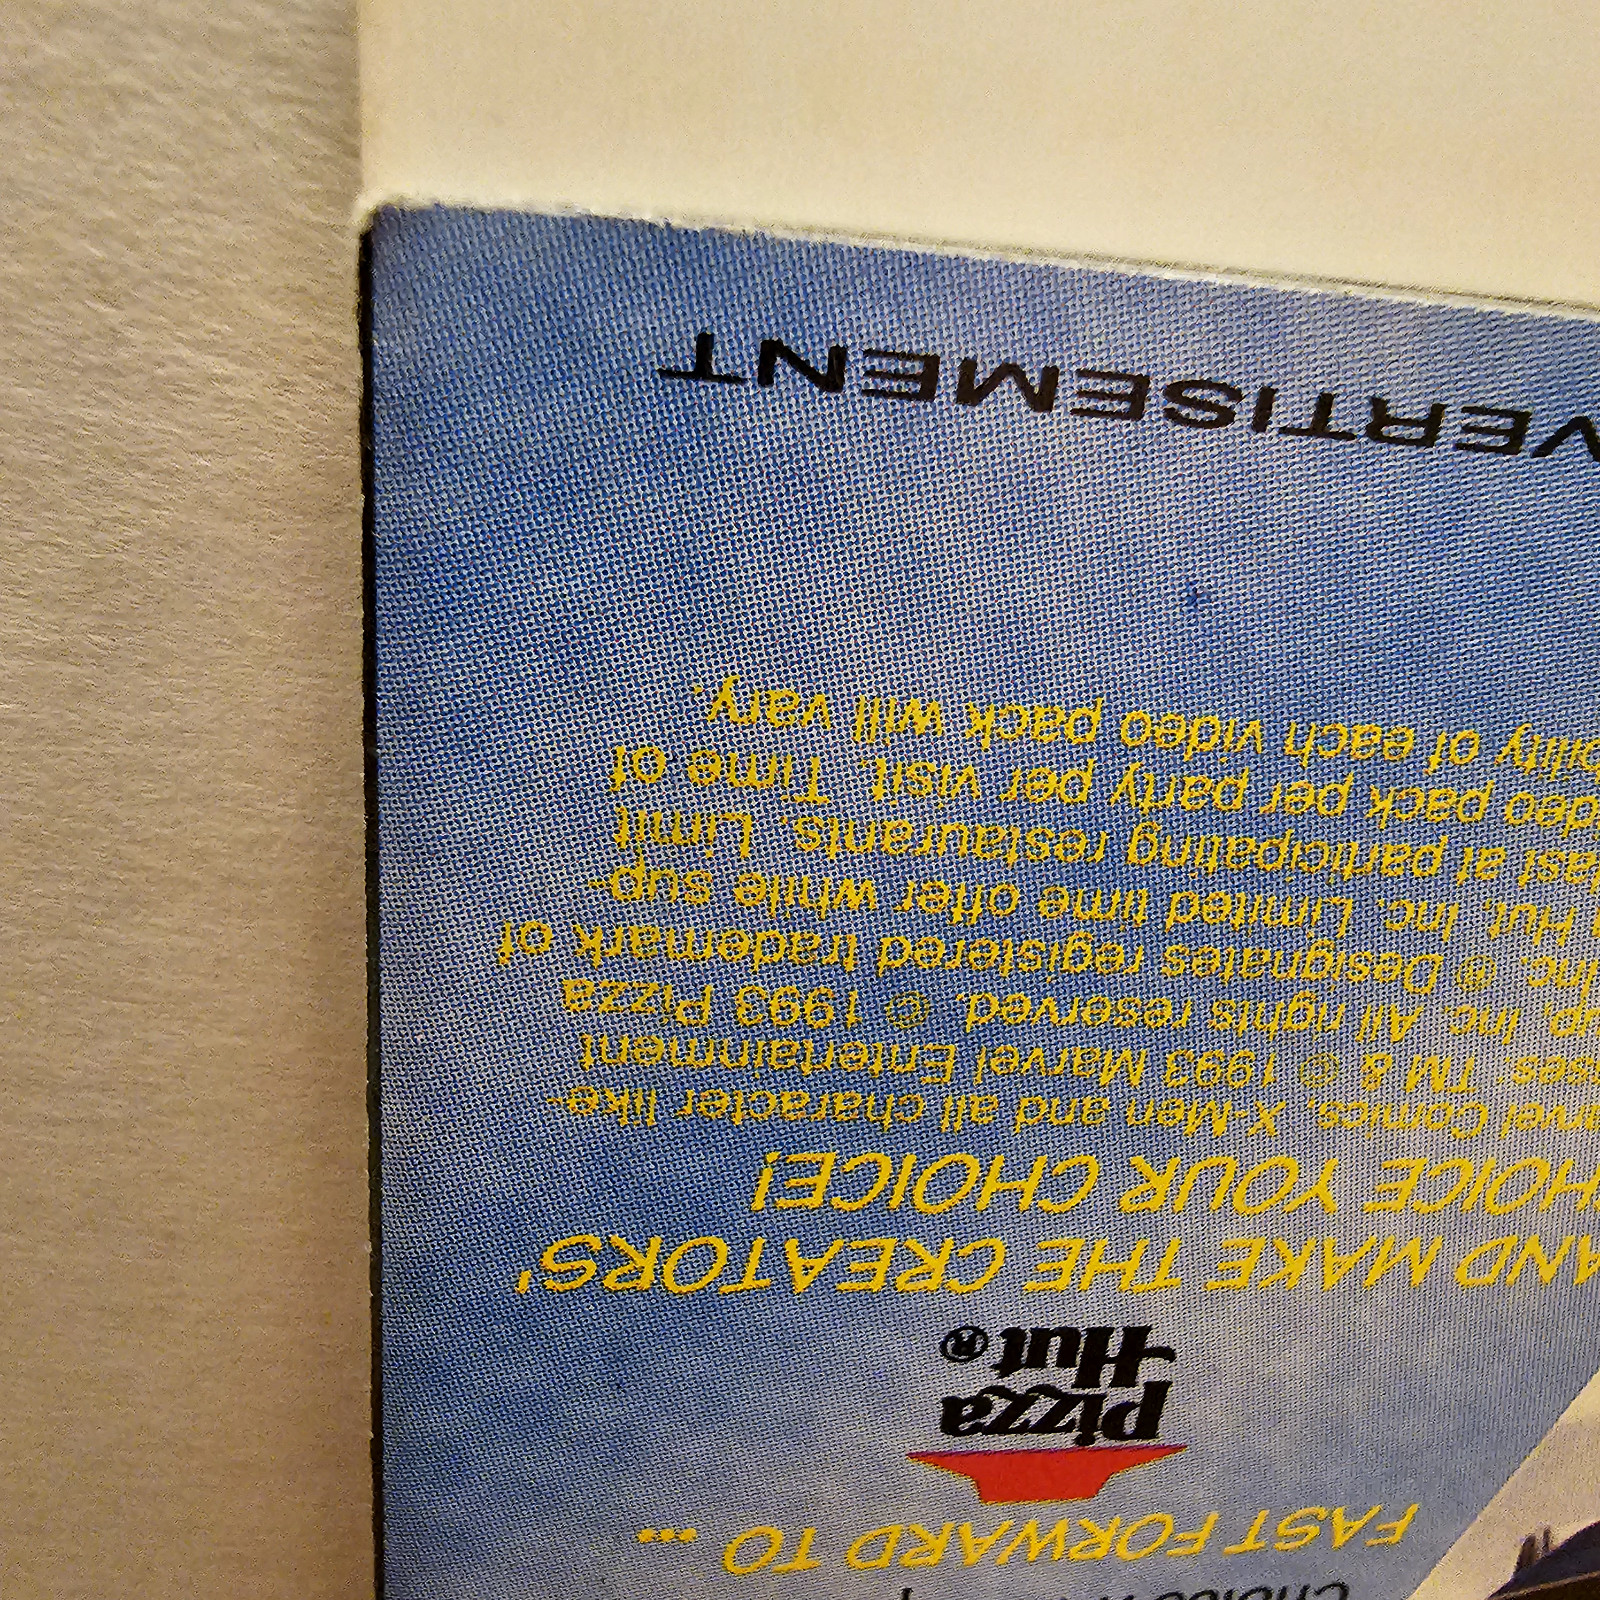 FAST FORWARD TO ...
Pizza
Hut®
AND MAKE THE CREATORS'
HOICE YOUR CHOICE!
rvel Comics, X-Men and all character like-
ses: TM & © 1993 Marvel Entertainment
p, Inc. All rights reserved. © 1993 Pizza
Inc. ® Designates registered trademark of
Hut, Inc. Limited time offer while sup-
last at participating restaurants. Limit
deo pack per party per visit. Time of
bility of each video pack will vary.
VERTISEMENT